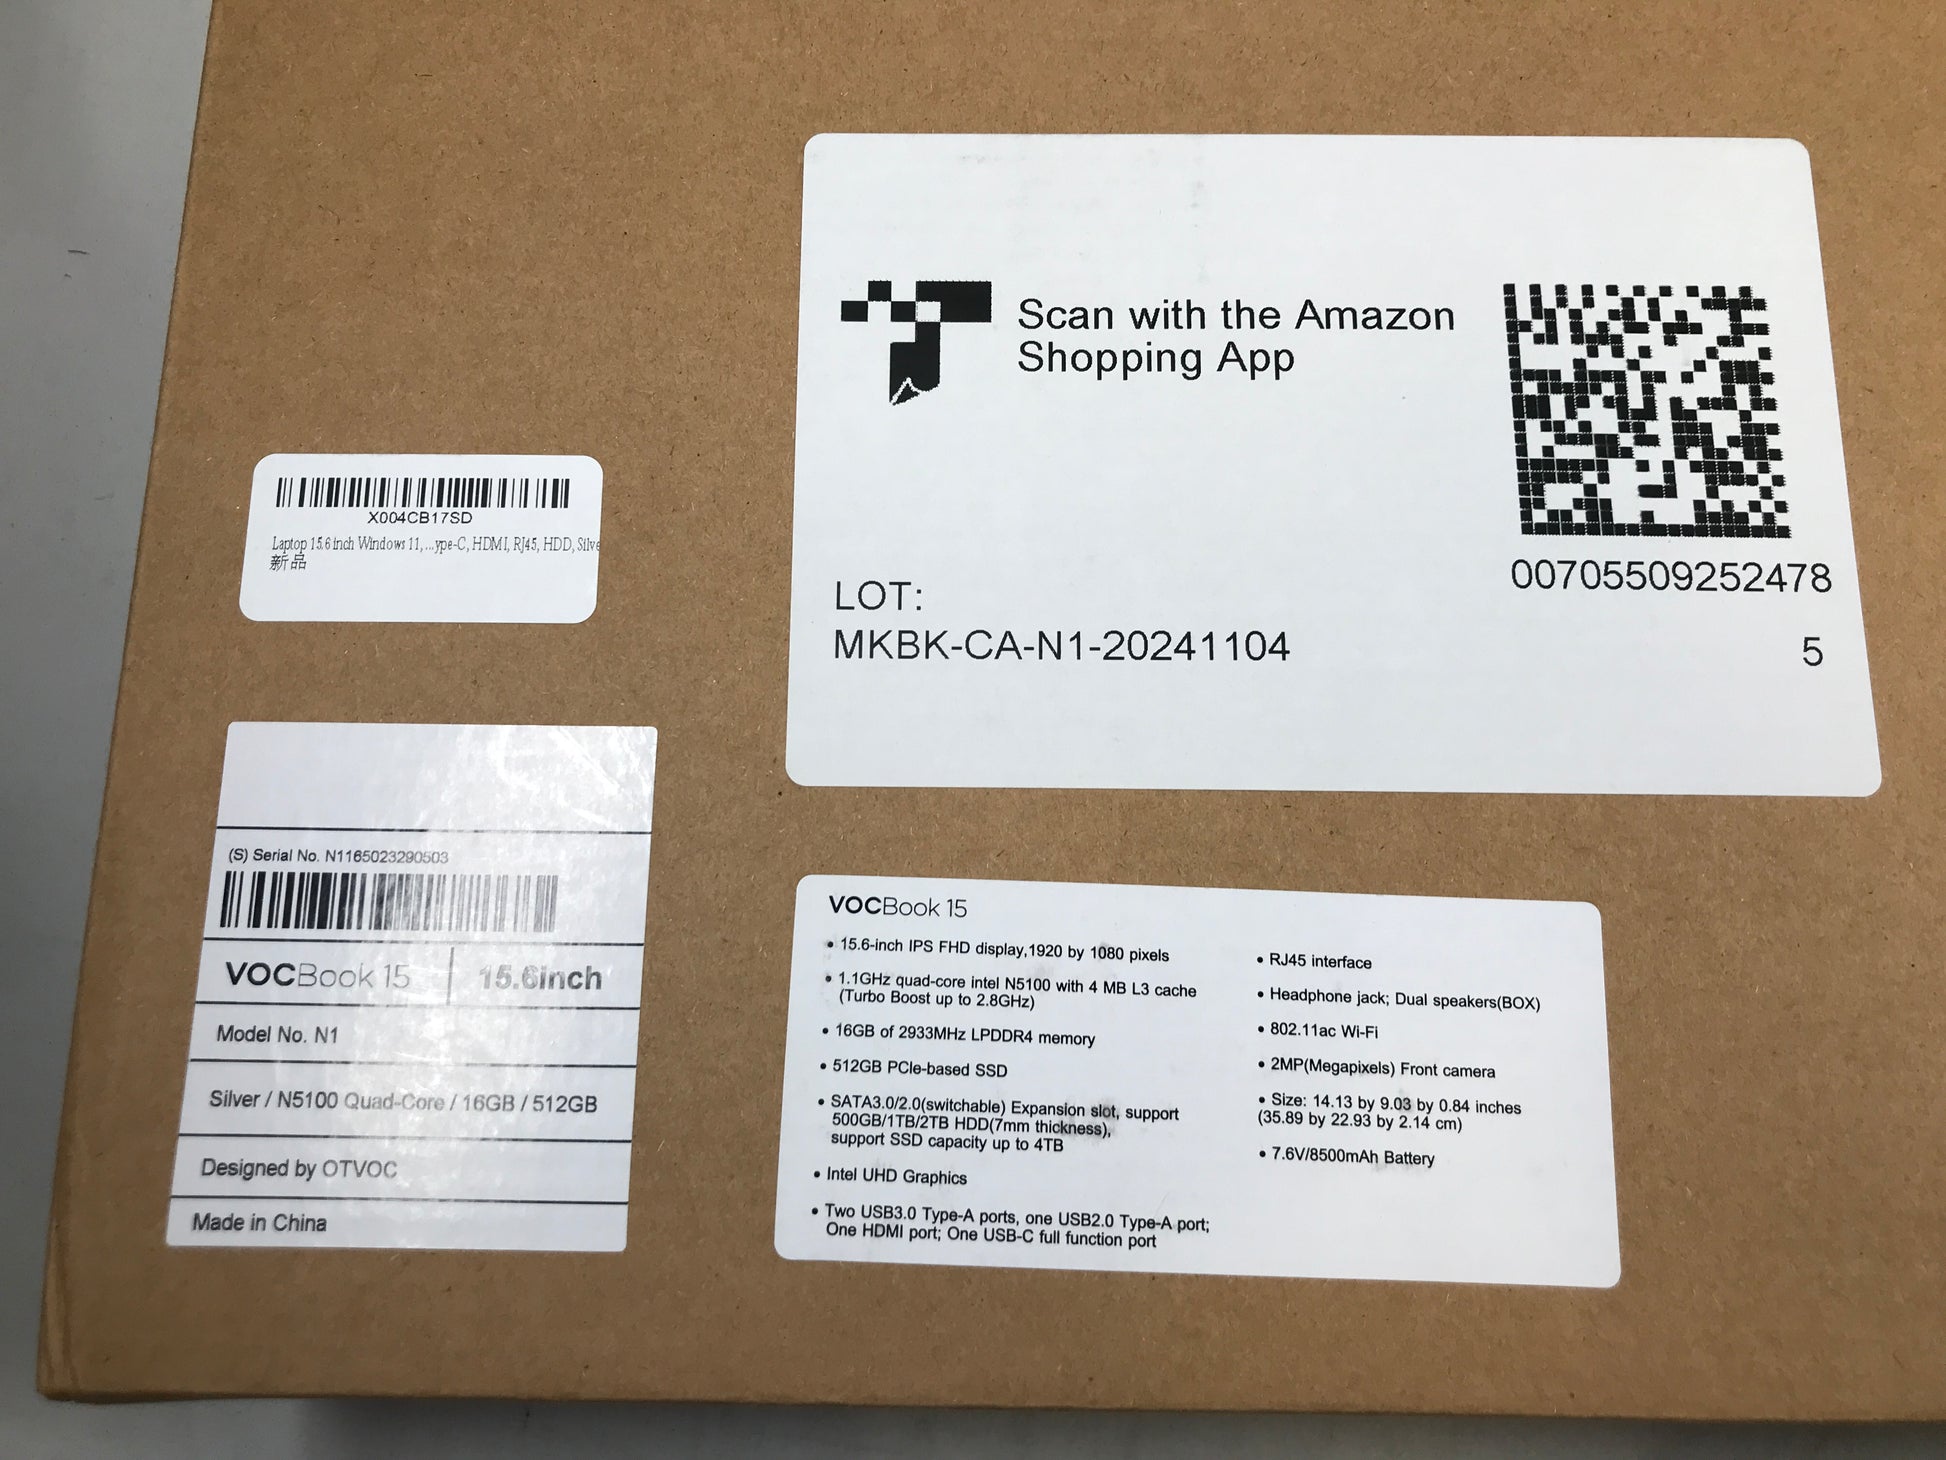 Scan with the Amazon
Shopping App
007055092524785
LOT:
MKBK-CA-N1-20241104
X004CB17SD
Laptop 15.6 inch Windows 11, ...ype-C, HDMI, RJ45, HDD, Silve
新品
(S) Serial No. N1165023290503
VOCBook 15 | 15.6inch
Model No. N1
Silver / N5100 Quad-Core / 16GB / 512GB
Designed by OTVOC
Made in China
VOCBook 15
• 15.6-inch IPS FHD display,1920 by 1080 pixels
• 1.1GHz quad-core intel N5100 with 4 MB L3 cache
(Turbo Boost up to 2.8GHz)
• 16GB of 2933MHz LPDDR4 memory
• 512GB PCIe-based SSD
• SATA3.0/2.0(switchable) Expansion slot, support
500GB/1TB/2TB HDD(7mm thickness),
support SSD capacity up to 4TB
• Intel UHD Graphics
• Two USB3.0 Type-A ports, one USB2.0 Type-A port;
One HDMI port; One USB-C full function port
• RJ45 interface
• Headphone jack; Dual speakers(BOX)
• 802.11ac Wi-Fi
• 2MP(Megapixels) Front camera
• Size: 14.13 by 9.03 by 0.84 inches
(35.89 by 22.93 by 2.14 cm)
• 7.6V/8500mAh Battery